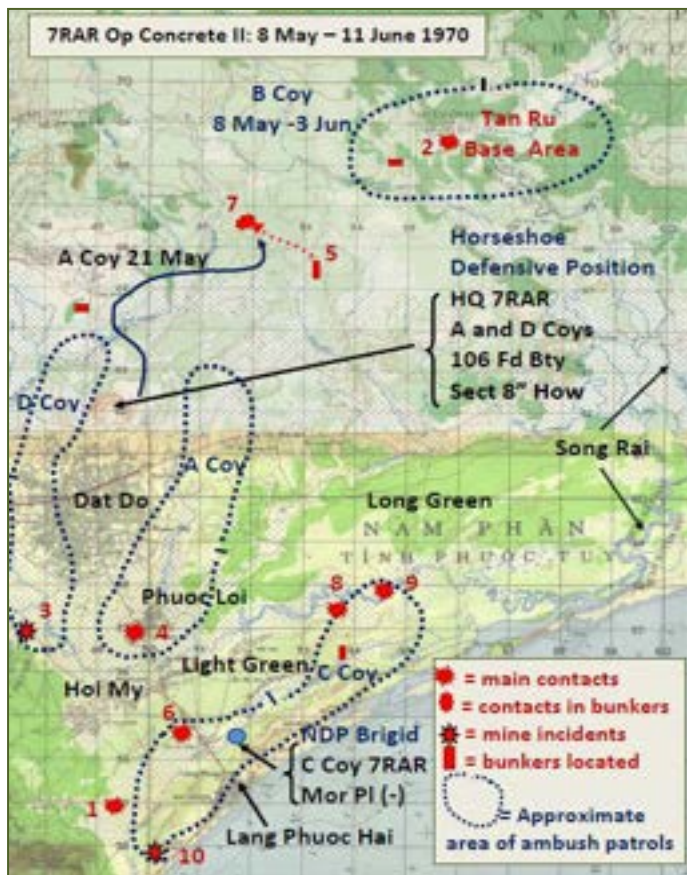 7RAR Op Concrete II: 8 May – 11 June 1970
B Coy
8 May -3 Jun
Tan Ru
Base Area
2
7
5
A Coy 21 May
Horseshoe
Defensive Position
HQ 7RAR
A and D Coys
106 Fd Bty
Sect 8" How
D Coy
A Coy
Song Rai
Dat Do
Long Green
NAM PHẦN
TỈNH PHƯỚC TUY
Phuoc Loi
8
9
3
4
Light Green
C Coy
Hoi My
6
NDP Brigid
C Coy 7RAR
Mor Pl (-)
1
Lang Phuoc Hai
10
= main contacts
= contacts in bunkers
= mine incidents
= bunkers located
= Approximate
area of ambush patrols